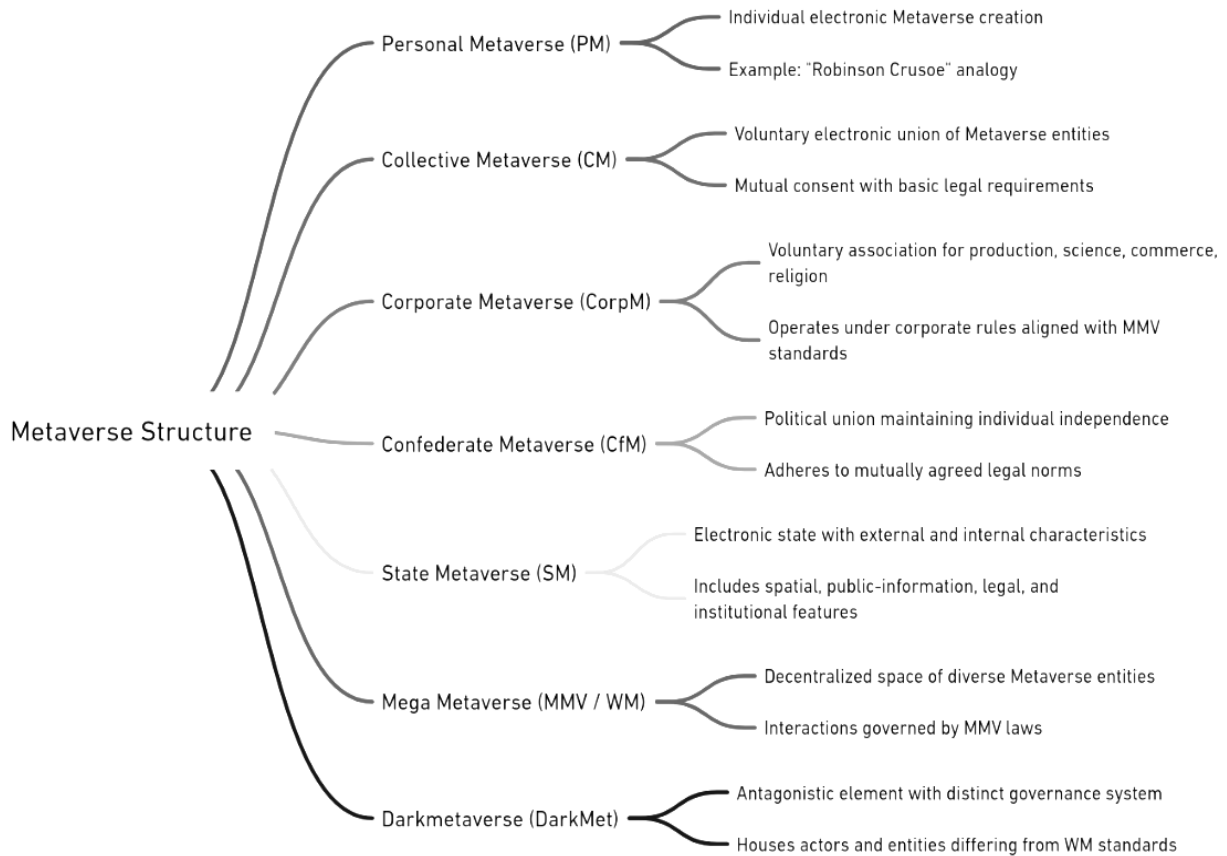 Metaverse Structure
Personal Metaverse (PM)
Individual electronic Metaverse creation
Example: "Robinson Crusoe" analogy
Collective Metaverse (CM)
Voluntary electronic union of Metaverse entities
Mutual consent with basic legal requirements
Corporate Metaverse (CorpM)
Voluntary association for production, science, commerce,
religion
Operates under corporate rules aligned with MMV
standards
Confederate Metaverse (CfM)
Political union maintaining individual independence
Adheres to mutually agreed legal norms
State Metaverse (SM)
Electronic state with external and internal characteristics
Includes spatial, public-information, legal, and
institutional features
Mega Metaverse (MMV / WM)
Decentralized space of diverse Metaverse entities
Interactions governed by MMV laws
Darkmetaverse (DarkMet)
Antagonistic element with distinct governance system
Houses actors and entities differing from WM standards